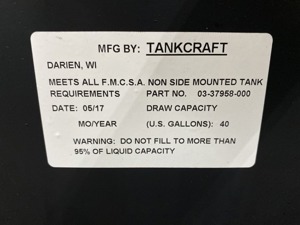 MFG BY: TANKCRAFT
DARIEN, WI
MEETS ALL F.M.C.S.A. NON SIDE MOUNTED TANK
REQUIREMENTS PART NO. 03-37958-000
DATE: 05/17 DRAW CAPACITY
MO/YEAR (U.S. GALLONS): 40
WARNING: DO NOT FILL TO MORE THAN
95% OF LIQUID CAPACITY